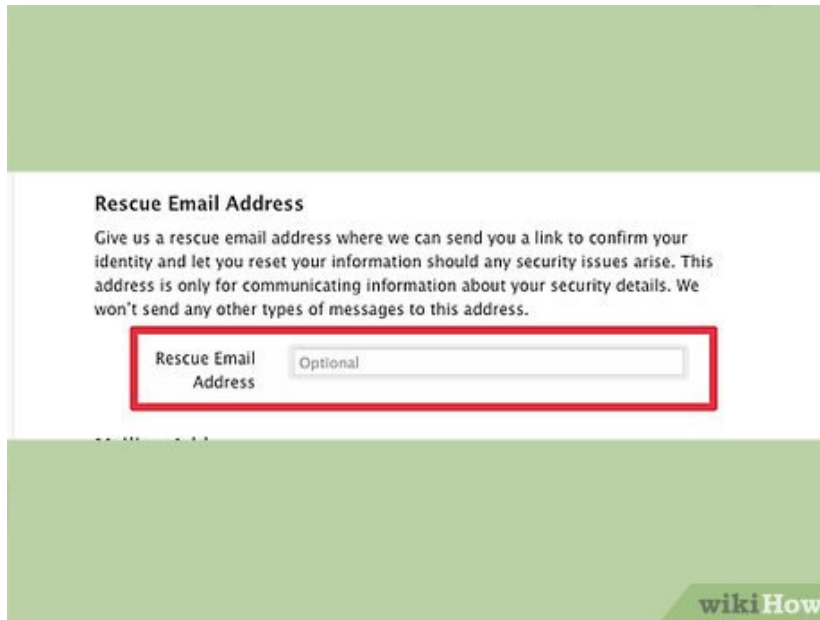 Rescue Email Address
Give us a rescue email address where we can send you a link to confirm your
identity and let you reset your information should any security issues arise. This
address is only for communicating information about your security details. We
won't send any other types of messages to this address.
Rescue Email
Address
Optional
wikiHow